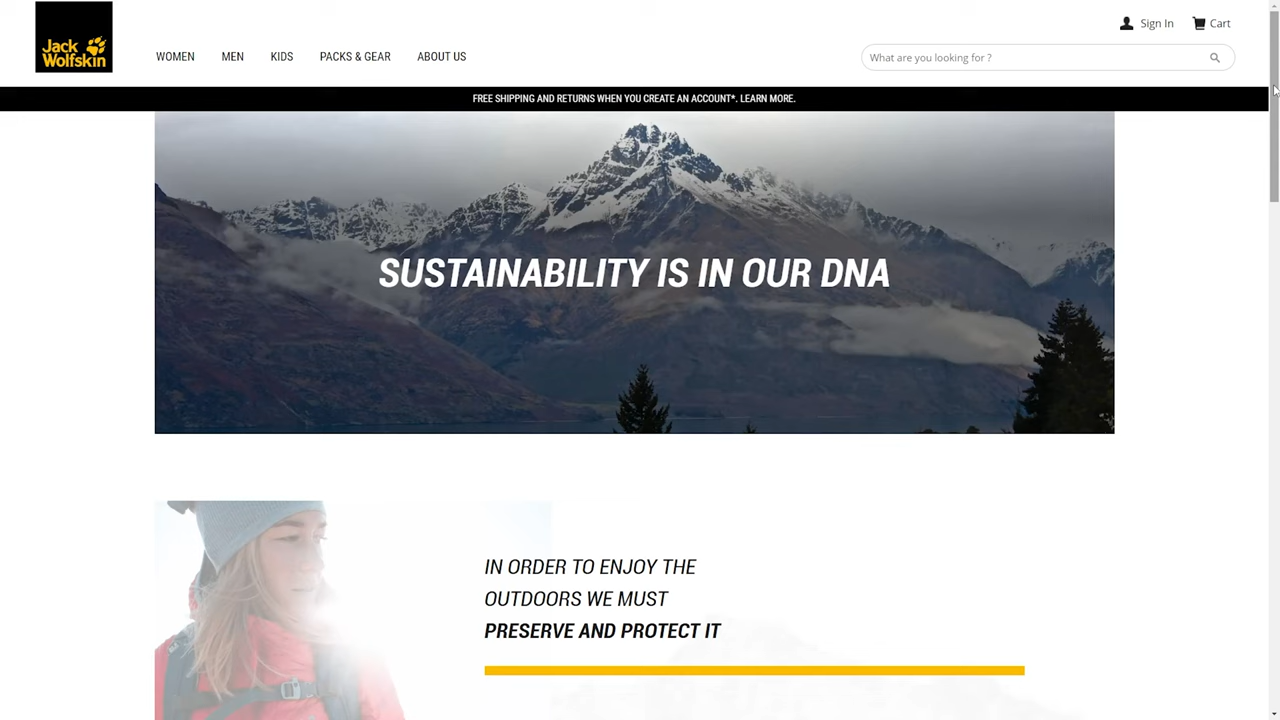 Jack
Wolfskin
Sign In
Cart
WOMEN
MEN
KIDS
PACKS & GEAR
ABOUT US
What are you looking for ?
FREE SHIPPING AND RETURNS WHEN YOU CREATE AN ACCOUNT*. LEARN MORE.
SUSTAINABILITY IS IN OUR DNA
IN ORDER TO ENJOY THE
OUTDOORS WE MUST
PRESERVE AND PROTECT IT